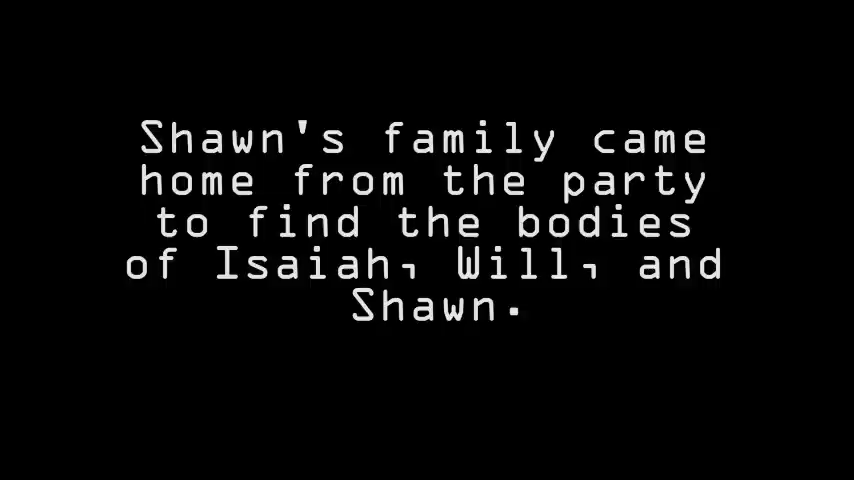 Shawn's family came
home from the party
to find the bodies
of Isaiah, Will, and
Shawn.